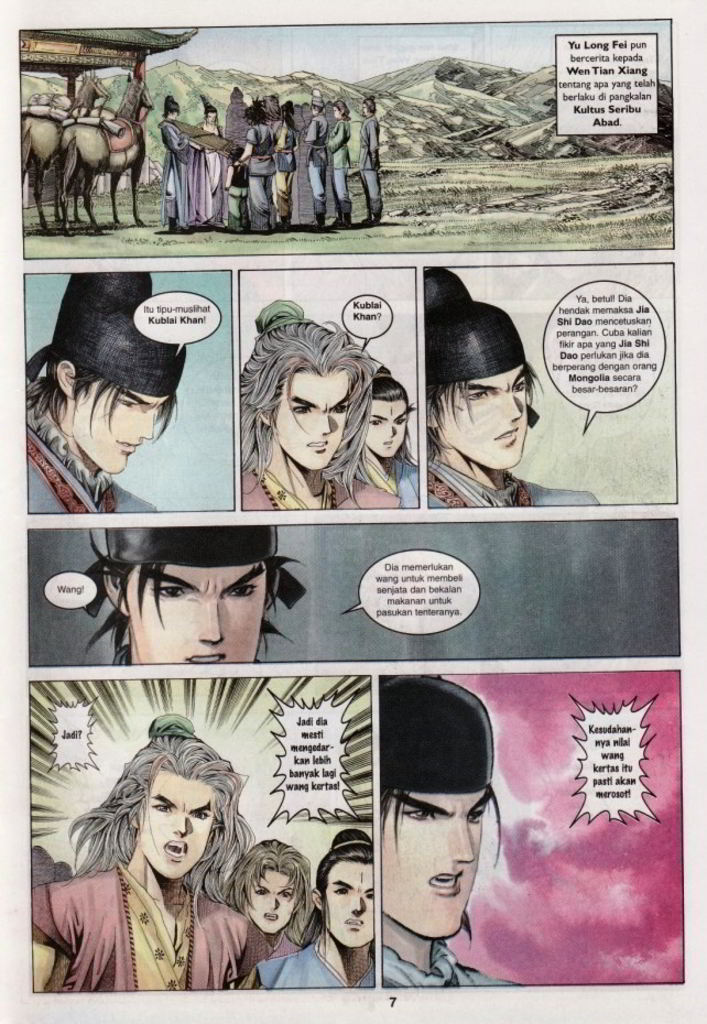 Yu Long Fei pun
bercerita kepada
Wen Tian Xiang
tentang apa yang telah
berlaku di pangkalan
Kultus Seribu
Abad.
Itu tipu-muslihat
Kublai Khan!
Kublai
Khan?
Ya, betul! Dia
hendak memaksa Jia
Shi Dao mencetuskan
perangan. Cuba kalian
fikir apa yang Jia Shi
Dao perlukan jika dia
berperang dengan orang
Mongolia secara
besar-besaran?
Wang!
Dia memerlukan
wang untuk membeli
senjata dan bekalan
makanan untuk
pasukan tenteranya.
Jadi?
Jadi dia
mesti
mengedar-
kan lebih
banyak lagi
wang kertas!
Kesudahan-
nya nilai
wang
kertas itu
pasti akan
merosot!
7